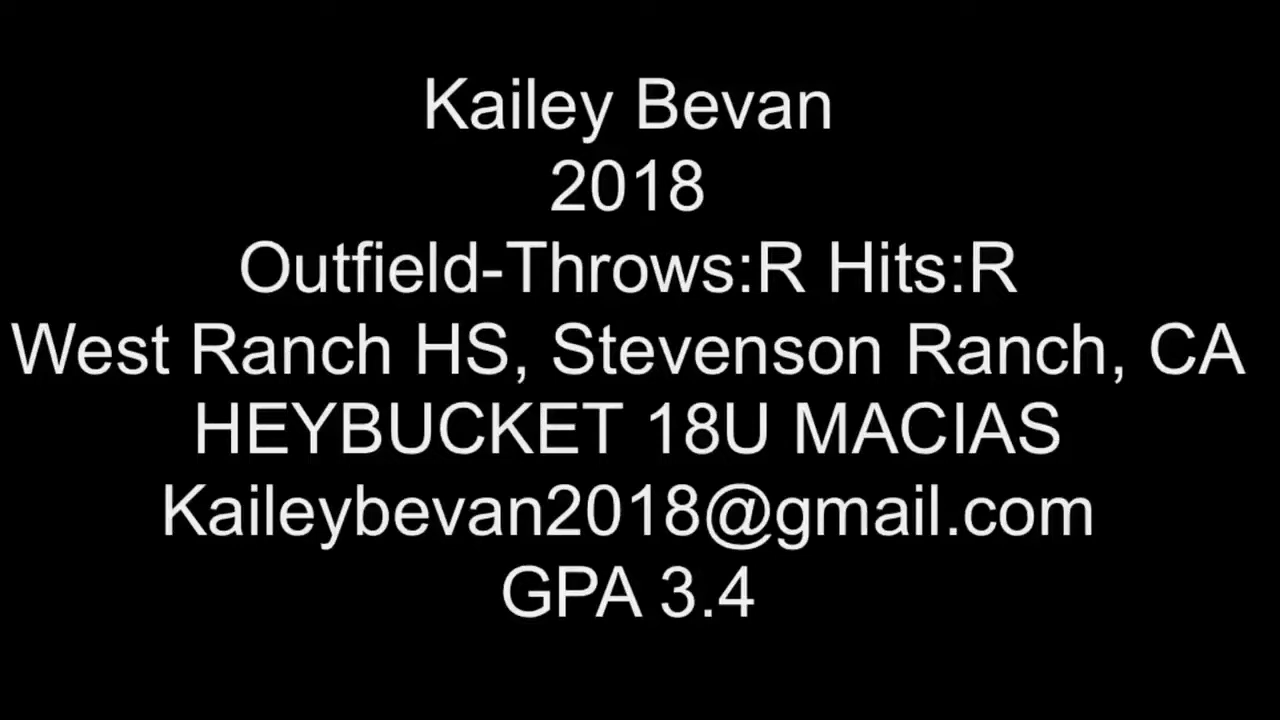 Kailey Bevan
2018
Outfield-Throws:R Hits:R
West Ranch HS, Stevenson Ranch, CA
HEYBUCKET 18U MACIAS
Kaileybevan2018@gmail.com
GPA 3.4